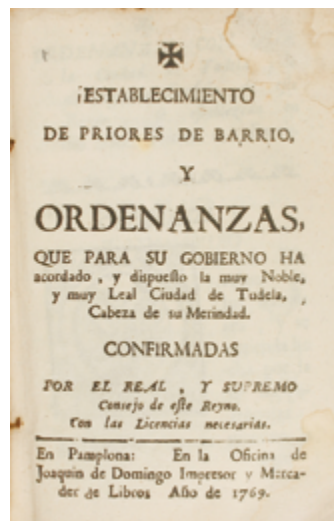 ✠
ESTABLECIMIENTO
DE PRIORES DE BARRIO,
Y
ORDENANZAS,
QUE PARA SU GOBIERNO HA
acordado, y dispuesto la muy Noble,
y muy Leal Ciudad de Tudela,
Cabeza de su Merindad.
CONFIRMADAS
POR EL REAL, Y SUPREMO
Consejo de este Reyno.
Con las Licencias necesarias.
En Pamplona: En la Oficina de
Joaquin de Domingo Impresor y Merca-
der de Libros Año de 1769.